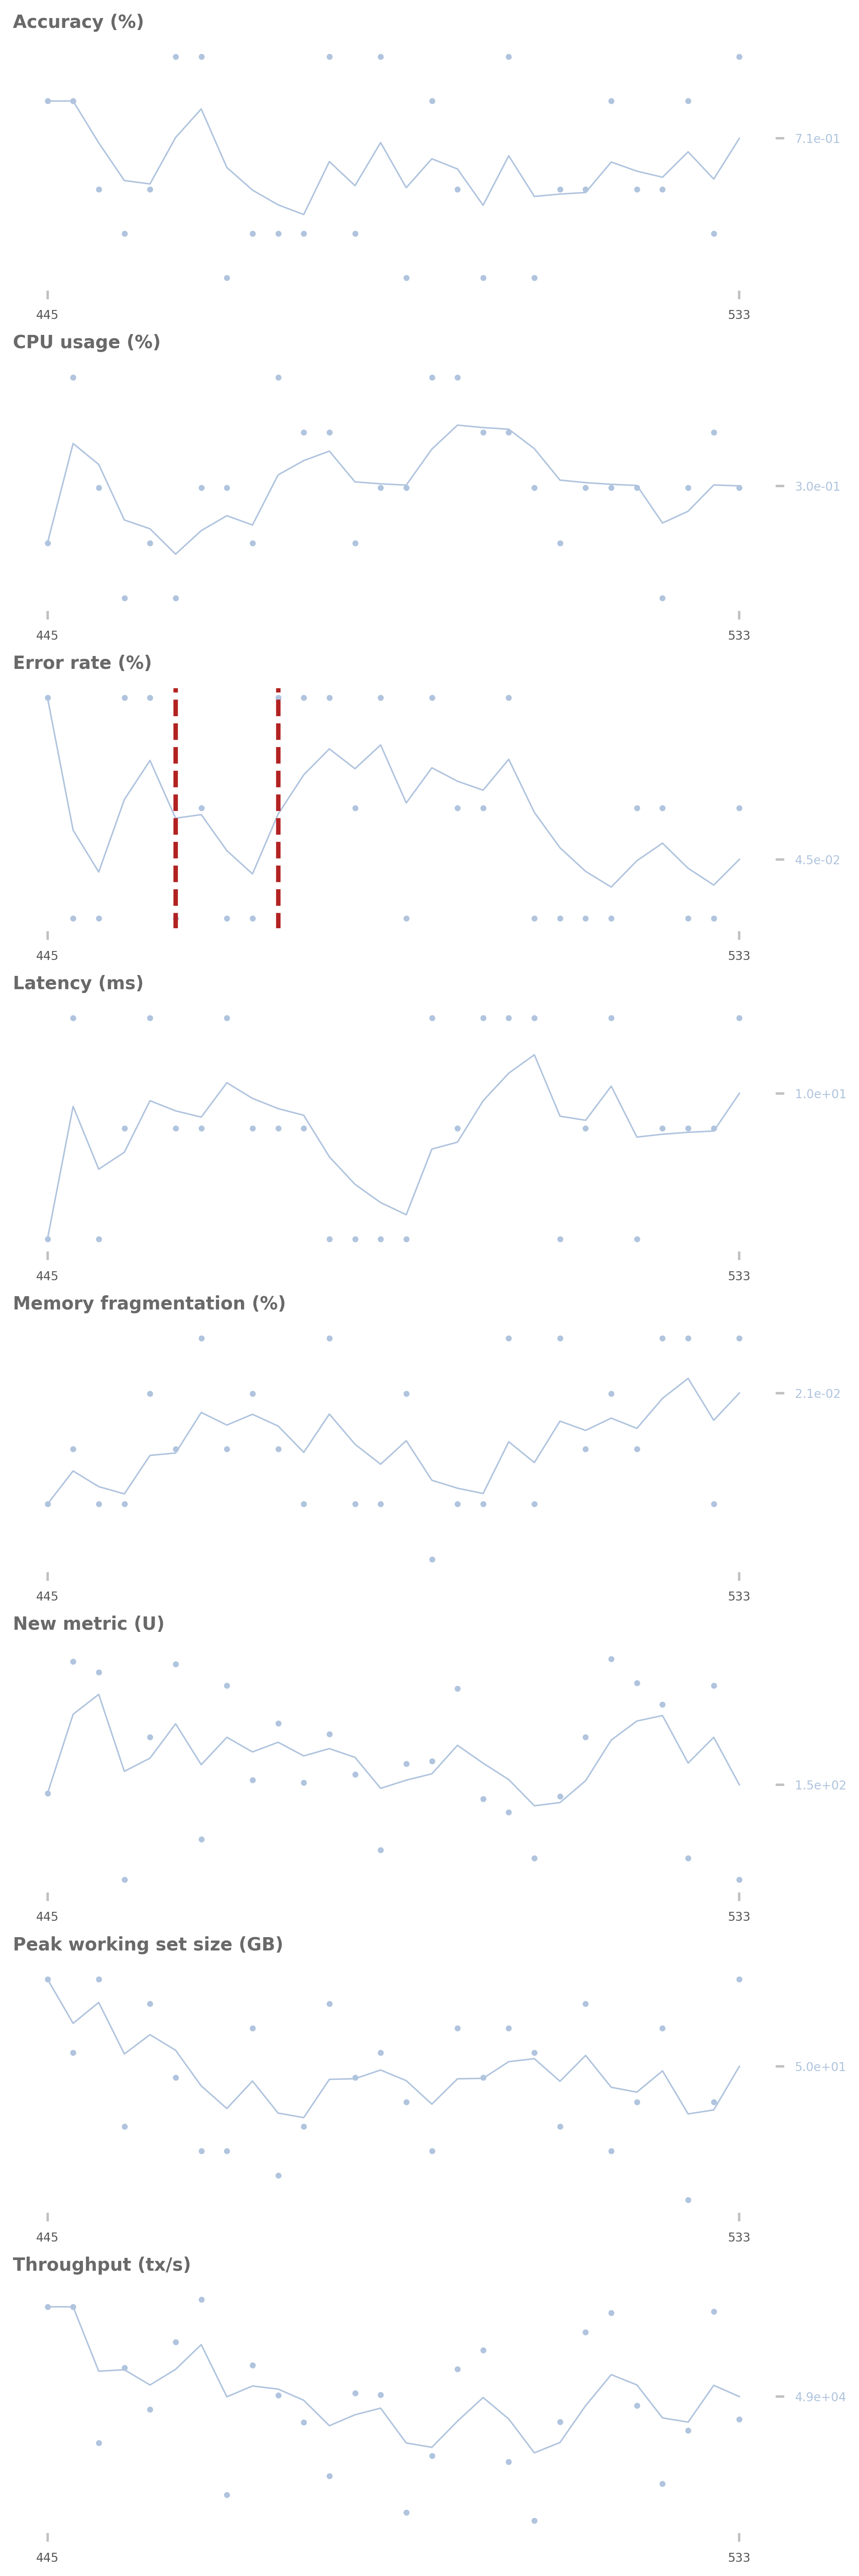 Accuracy (%)
7.1e-01
445 533
CPU usage (%)
3.0e-01
445 533
Error rate (%)
4.5e-02
445 533
Latency (ms)
1.0e+01
445 533
Memory fragmentation (%)
2.1e-02
445 533
New metric (U)
1.5e+02
445 533
Peak working set size (GB)
5.0e+01
445 533
Throughput (tx/s)
4.9e+04
445 533